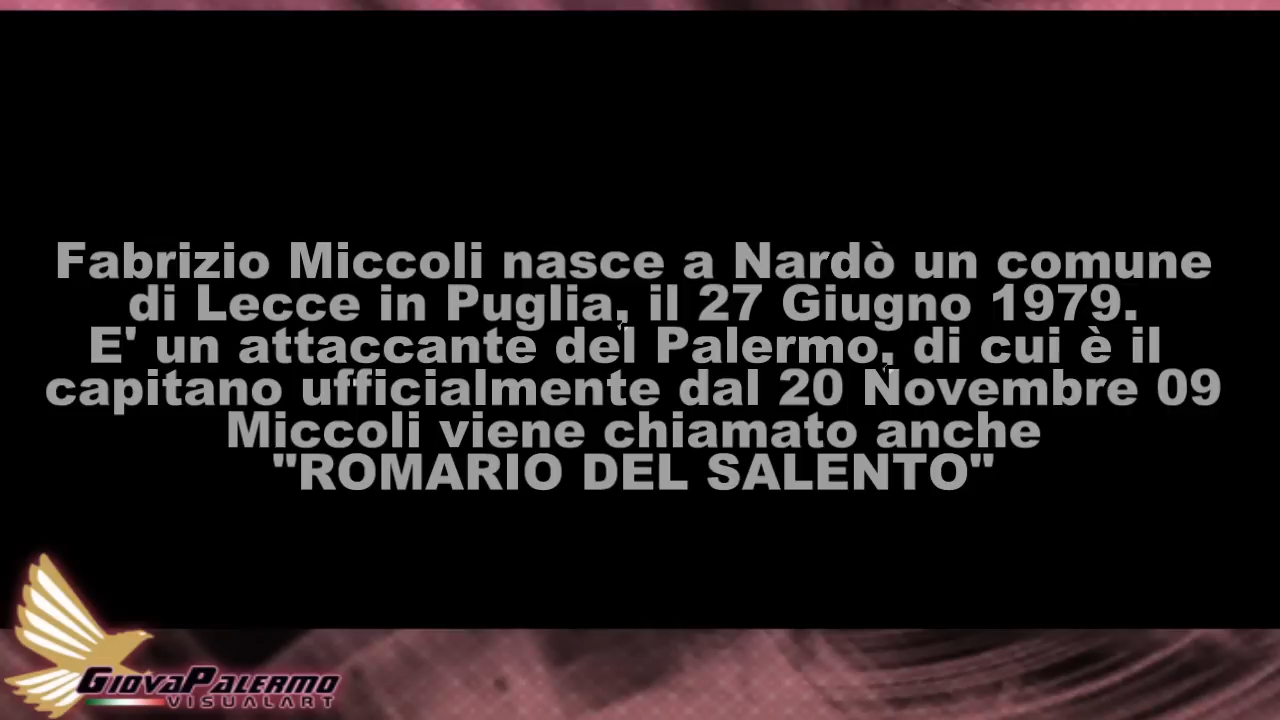 Fabrizio Miccoli nasce a Nardò un comune
di Lecce in Puglia, il 27 Giugno 1979.
E' un attaccante del Palermo, di cui è il
capitano ufficialmente dal 20 Novembre 09
Miccoli viene chiamato anche
"ROMARIO DEL SALENTO"
GIOVAPALERMO
VISUALART